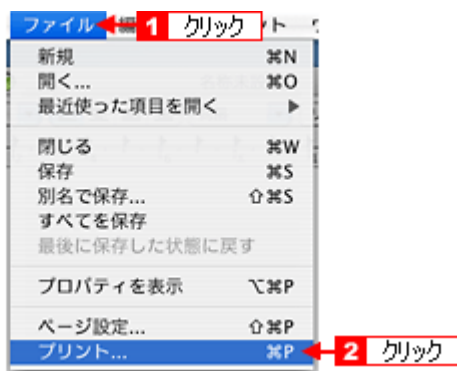 ファイル 1 クリック ト
新規 ⌘N
開く... ⌘O
最近使った項目を開く ▶
閉じる ⌘W
保存 ⌘S
別名で保存... ⇧⌘S
すべてを保存
最後に保存した状態に戻す
プロパティを表示 ⌥⌘P
ページ設定... ⇧⌘P
プリント... ⌘P 2 クリック